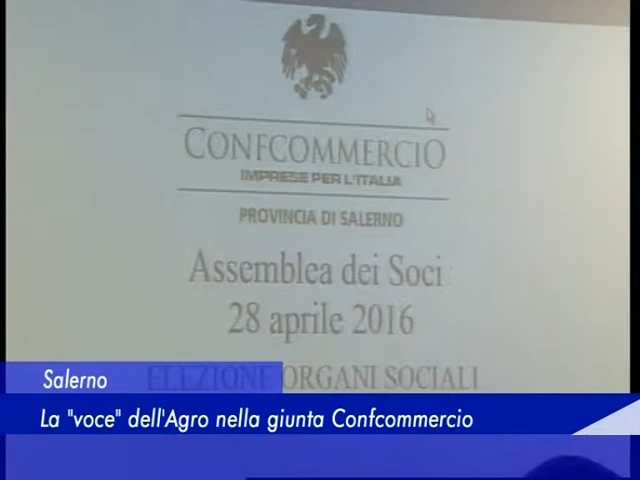 CONFCOMMERCIO
IMPRESE PER L'ITALIA
PROVINCIA DI SALERNO
Assemblea dei Soci
28 aprile 2016
ELEZIONE ORGANI SOCIALI
Salerno
La "voce" dell'Agro nella giunta Confcommercio